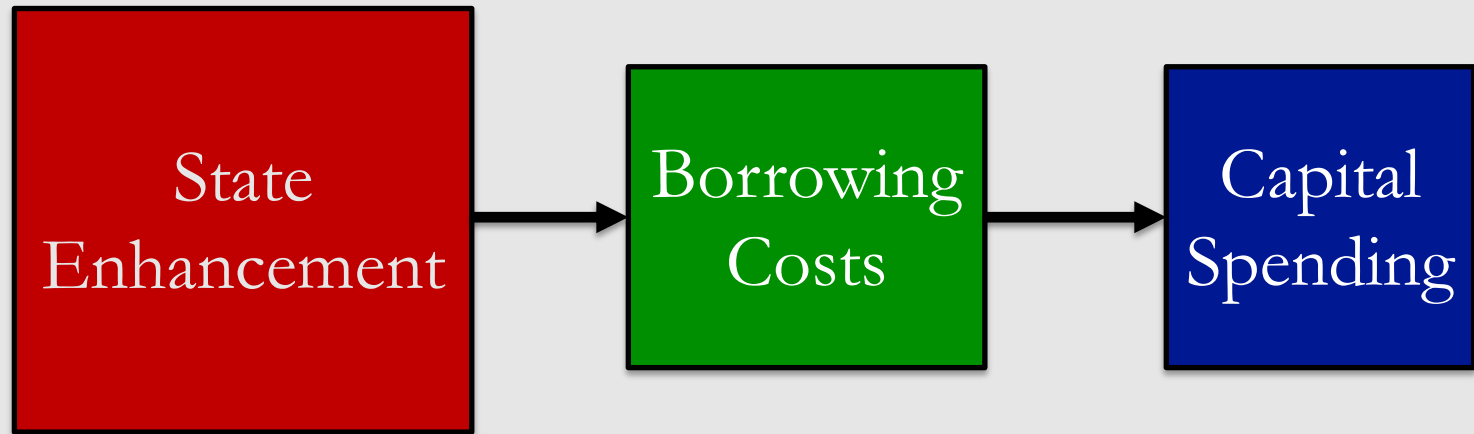 State
Enhancement
Borrowing
Costs
Capital
Spending